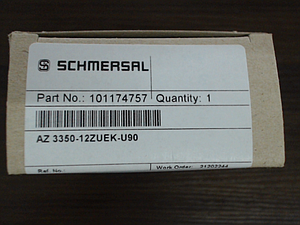 SCHMERSAL
Part No.: 101174757 Quantity: 1
AZ 3350-12ZUEK-U90
Ref. No.: Work Order: